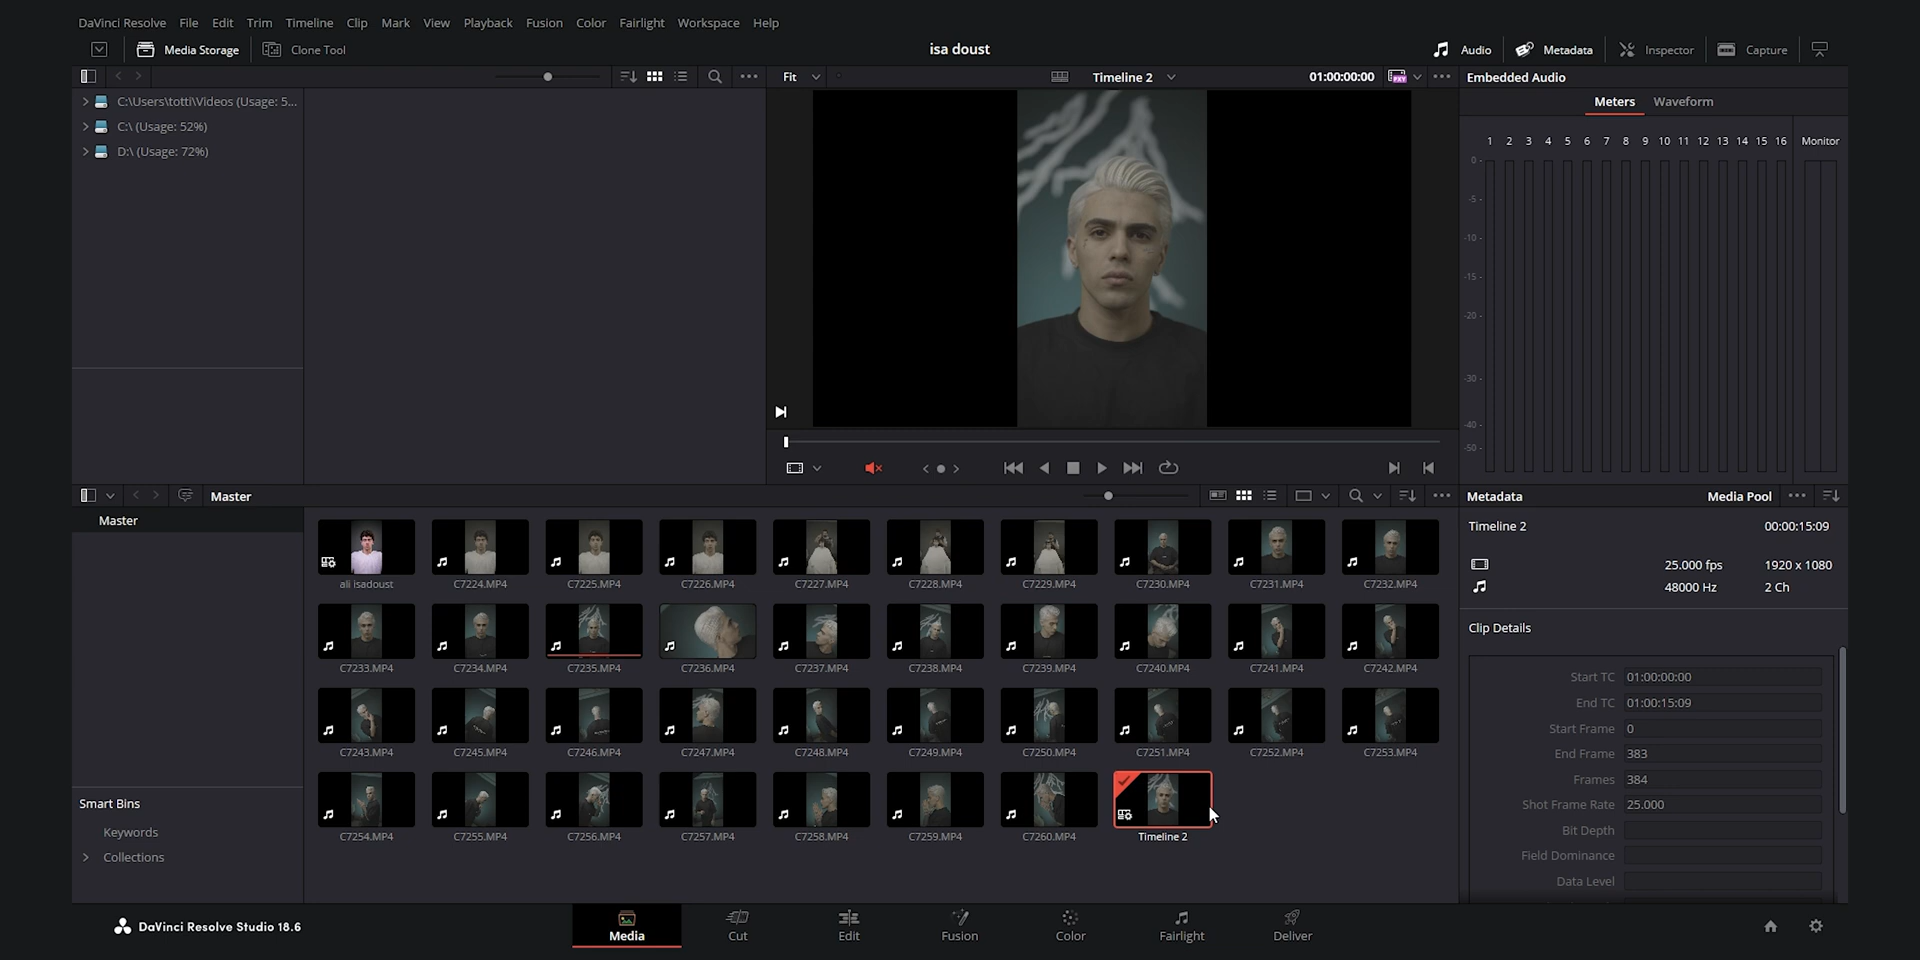 DaVinci Resolve File Edit Trim Timeline Clip Mark View Playback Fusion Color Fairlight Workspace Help
Media Storage Clone Tool isa doust Audio Metadata Inspector Capture
Fit Timeline 2 01:00:00:00 Embedded Audio
C:\Users\totti\Videos (Usage: 5...
C:\ (Usage: 52%)
D:\ (Usage: 72%)
Meters Waveform
1 2 3 4 5 6 7 8 9 10 11 12 13 14 15 16 Monitor
0
-5
-10
-15
-20
-30
-40
-50
Master
Master
ali isadoust C7224.MP4 C7225.MP4 C7226.MP4 C7227.MP4 C7228.MP4 C7229.MP4 C7230.MP4 C7231.MP4 C7232.MP4
C7233.MP4 C7234.MP4 C7235.MP4 C7236.MP4 C7237.MP4 C7238.MP4 C7239.MP4 C7240.MP4 C7241.MP4 C7242.MP4
C7243.MP4 C7245.MP4 C7246.MP4 C7247.MP4 C7248.MP4 C7249.MP4 C7250.MP4 C7251.MP4 C7252.MP4 C7253.MP4
C7254.MP4 C7255.MP4 C7256.MP4 C7257.MP4 C7258.MP4 C7259.MP4 C7260.MP4 Timeline 2
Smart Bins
Keywords
Collections
Metadata Media Pool
Timeline 2 00:00:15:09
25.000 fps 1920 x 1080
48000 Hz 2 Ch
Clip Details
Start TC 01:00:00:00
End TC 01:00:15:09
Start Frame 0
End Frame 383
Frames 384
Shot Frame Rate 25.000
Bit Depth
Field Dominance
Data Level
DaVinci Resolve Studio 18.6
Media Cut Edit Fusion Color Fairlight Deliver